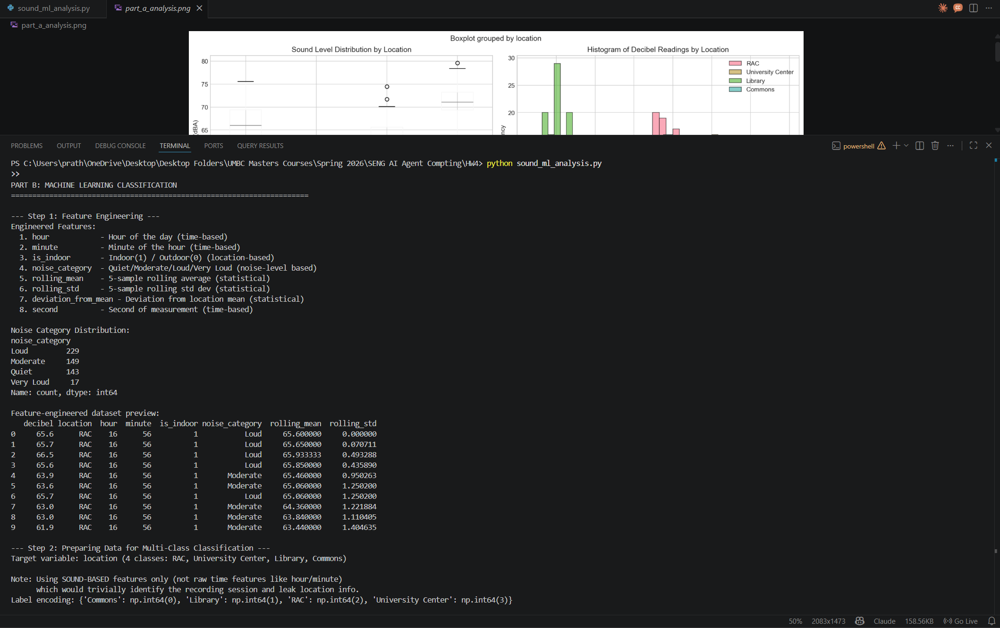 sound_ml_analysis.py
part_a_analysis.png
part_a_analysis.png
Boxplot grouped by location
Sound Level Distribution by Location
Histogram of Decibel Readings by Location
80
75
70
65
(dBA)
30
25
20
ncy
RAC
University Center
Library
Commons
PROBLEMS OUTPUT DEBUG CONSOLE TERMINAL PORTS QUERY RESULTS
powershell
PS C:\Users\prath\OneDrive\Desktop\Desktop Folders\UMBC Masters Courses\Spring 2026\SENG AI Agent Compting\HW4> python sound_ml_analysis.py
>>
PART B: MACHINE LEARNING CLASSIFICATION
======================================================================
--- Step 1: Feature Engineering ---
Engineered Features:
1. hour - Hour of the day (time-based)
2. minute - Minute of the hour (time-based)
3. is_indoor - Indoor(1) / Outdoor(0) (location-based)
4. noise_category - Quiet/Moderate/Loud/Very Loud (noise-level based)
5. rolling_mean - 5-sample rolling average (statistical)
6. rolling_std - 5-sample rolling std dev (statistical)
7. deviation_from_mean - Deviation from location mean (statistical)
8. second - Second of measurement (time-based)
Noise Category Distribution:
noise_category
Loud 229
Moderate 149
Quiet 143
Very Loud 17
Name: count, dtype: int64
Feature-engineered dataset preview:
decibel location hour minute is_indoor noise_category rolling_mean rolling_std
0 65.6 RAC 16 56 1 Loud 65.600000 0.000000
1 65.7 RAC 16 56 1 Loud 65.650000 0.070711
2 66.5 RAC 16 56 1 Loud 65.933333 0.493288
3 65.6 RAC 16 56 1 Loud 65.850000 0.435890
4 63.9 RAC 16 56 1 Moderate 65.460000 0.950263
5 63.6 RAC 16 56 1 Moderate 65.060000 1.250200
6 65.7 RAC 16 56 1 Loud 65.060000 1.250200
7 63.0 RAC 16 56 1 Moderate 64.360000 1.221884
8 63.0 RAC 16 56 1 Moderate 63.840000 1.110405
9 61.9 RAC 16 56 1 Moderate 63.440000 1.404635
--- Step 2: Preparing Data for Multi-Class Classification ---
Target variable: location (4 classes: RAC, University Center, Library, Commons)
Note: Using SOUND-BASED features only (not raw time features like hour/minute)
which would trivially identify the recording session and leak location info.
Label encoding: {'Commons': np.int64(0), 'Library': np.int64(1), 'RAC': np.int64(2), 'University Center': np.int64(3)}
50% 2083x1473 Claude 158.56KB Go Live